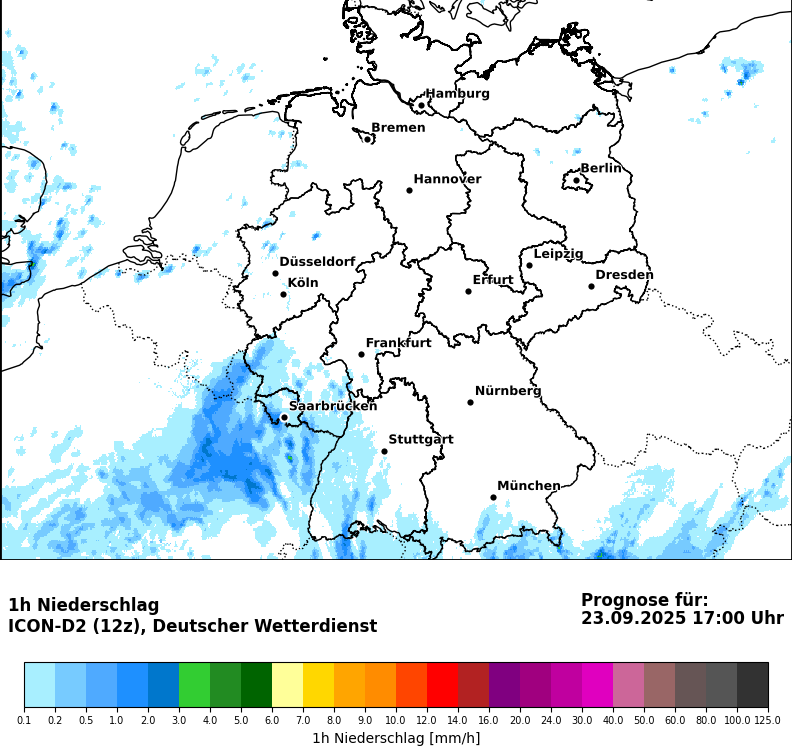 Hamburg
Bremen
Berlin
Hannover
Leipzig
Düsseldorf
Dresden
Köln
Erfurt
Frankfurt
Nürnberg
Saarbrücken
Stuttgart
München
1h Niederschlag
ICON-D2 (12z), Deutscher Wetterdienst
Prognose für:
23.09.2025 17:00 Uhr
0.1 0.2 0.5 1.0 2.0 3.0 4.0 5.0 6.0 7.0 8.0 9.0 10.0 12.0 14.0 16.0 20.0 24.0 30.0 40.0 50.0 60.0 80.0 100.0 125.0
1h Niederschlag [mm/h]